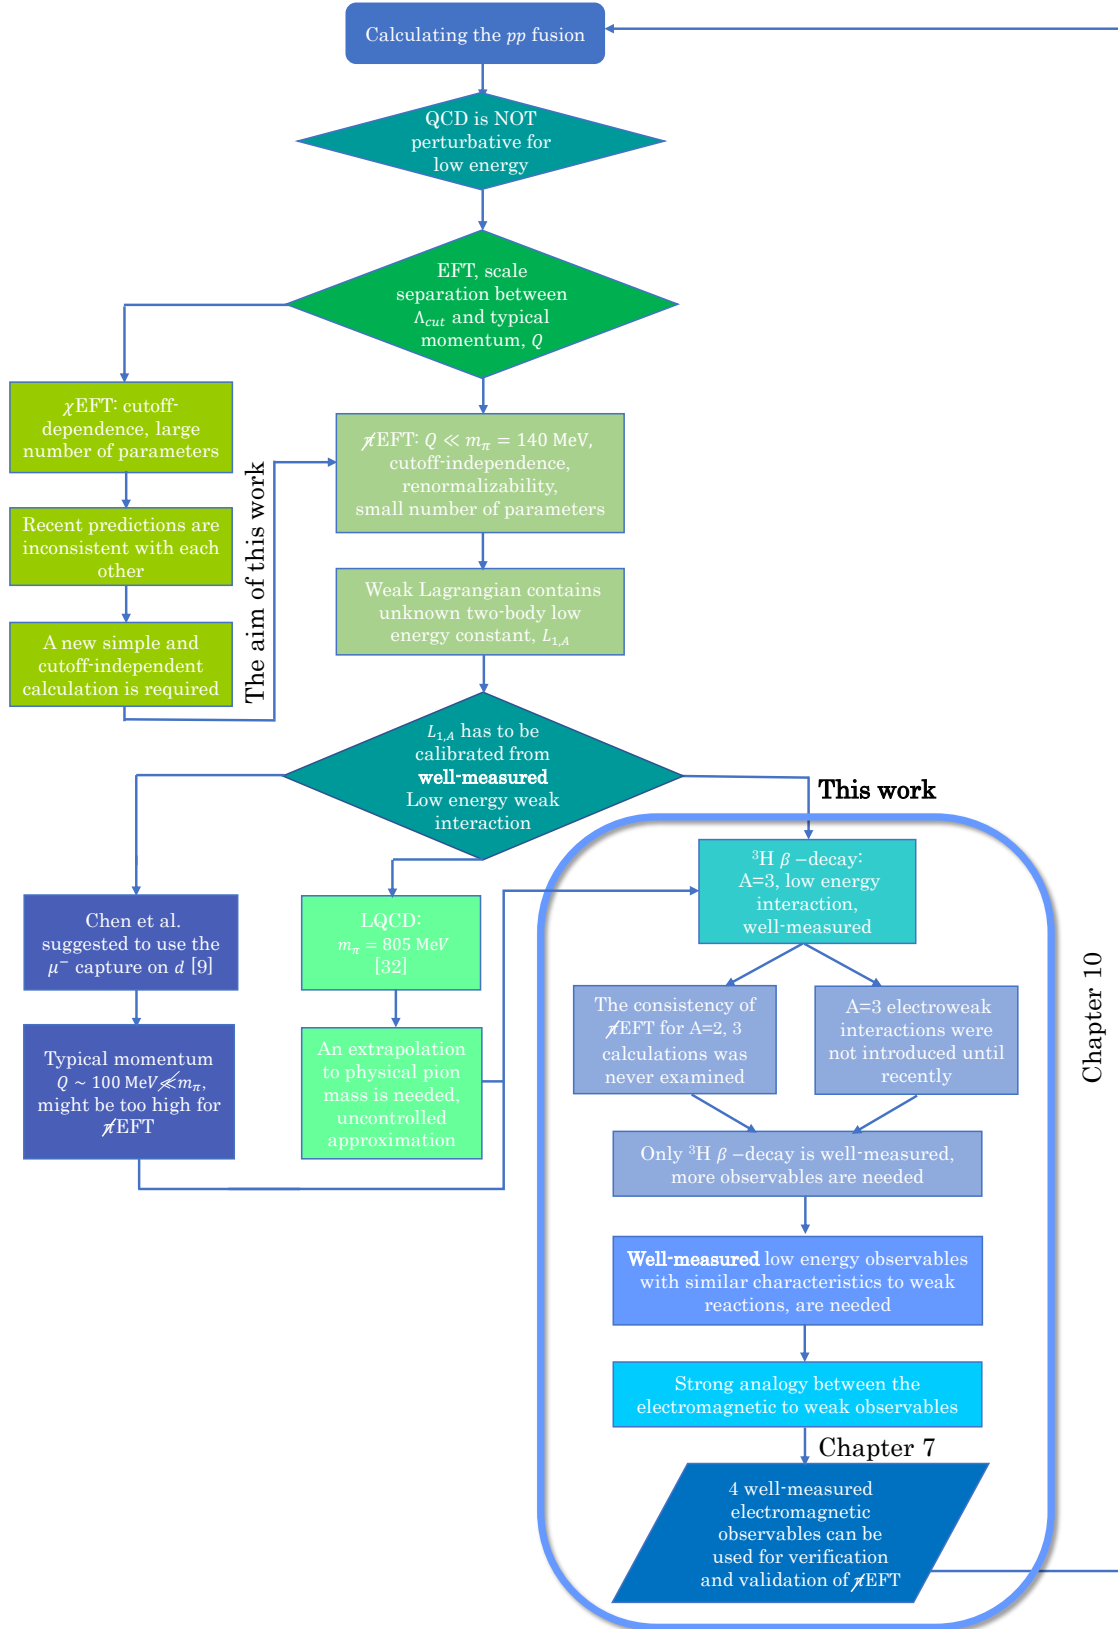 Calculating the pp fusion
QCD is NOT
perturbative for
low energy
EFT, scale
separation between
Λcut and typical
momentum, Q
χEFT: cutoff-
dependence, large
number of parameters
Recent predictions are
inconsistent with each
other
A new simple and
cutoff-independent
calculation is required
The aim of this work
π̸EFT: Q ≪ mπ = 140 MeV,
cutoff-independence,
renormalizability,
small number of parameters
Weak Lagrangian contains
unknown two-body low
energy constant, L1,A
L1,A has to be
calibrated from
well-measured
Low energy weak
interaction
Chen et al.
suggested to use the
μ− capture on d [9]
Typical momentum
Q ~ 100 MeV ≪̸ mπ,
might be too high for
π̸EFT
LQCD:
mπ = 805 MeV
[32]
An extrapolation
to physical pion
mass is needed,
uncontrolled
approximation
This work
³H β −decay:
A=3, low energy
interaction,
well-measured
The consistency of
π̸EFT for A=2, 3
calculations was
never examined
A=3 electroweak
interactions were
not introduced until
recently
Only ³H β −decay is well-measured,
more observables are needed
Well-measured low energy observables
with similar characteristics to weak
reactions, are needed
Strong analogy between the
electromagnetic to weak observables
Chapter 7
4 well-measured
electromagnetic
observables can be
used for verification
and validation of π̸EFT
Chapter 10